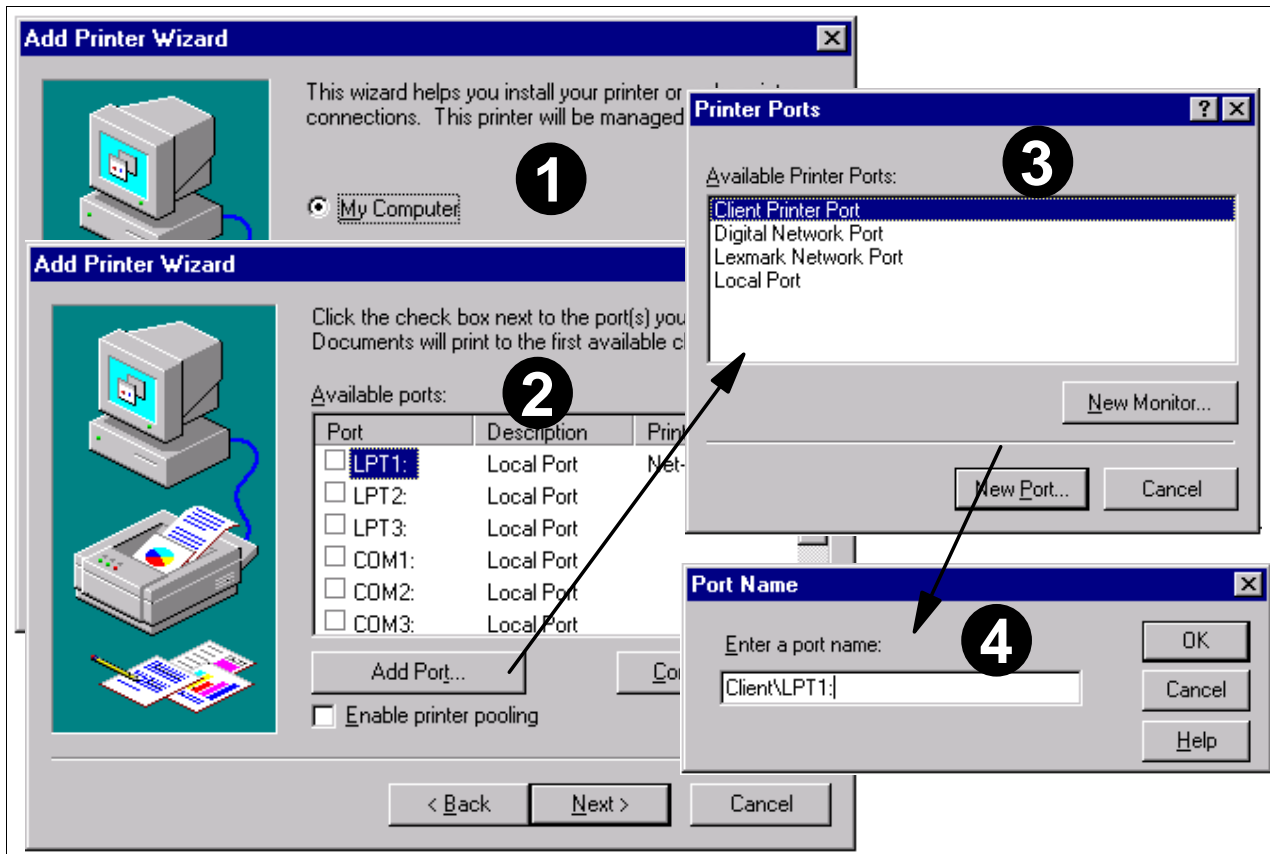 Add Printer Wizard
This wizard helps you install your printer or
connections. This printer will be managed
1
My Computer
Add Printer Wizard
Click the check box next to the port(s) you
Documents will print to the first available
2
Available ports:
Port Description
LPT1: Local Port
LPT2: Local Port
LPT3: Local Port
COM1: Local Port
COM2: Local Port
COM3: Local Port
Add Port...
Enable printer pooling
< Back Next > Cancel
Printer Ports
3
Available Printer Ports:
Client Printer Port
Digital Network Port
Lexmark Network Port
Local Port
New Monitor...
New Port... Cancel
Port Name
4
Enter a port name:
Client\LPT1:
OK
Cancel
Help